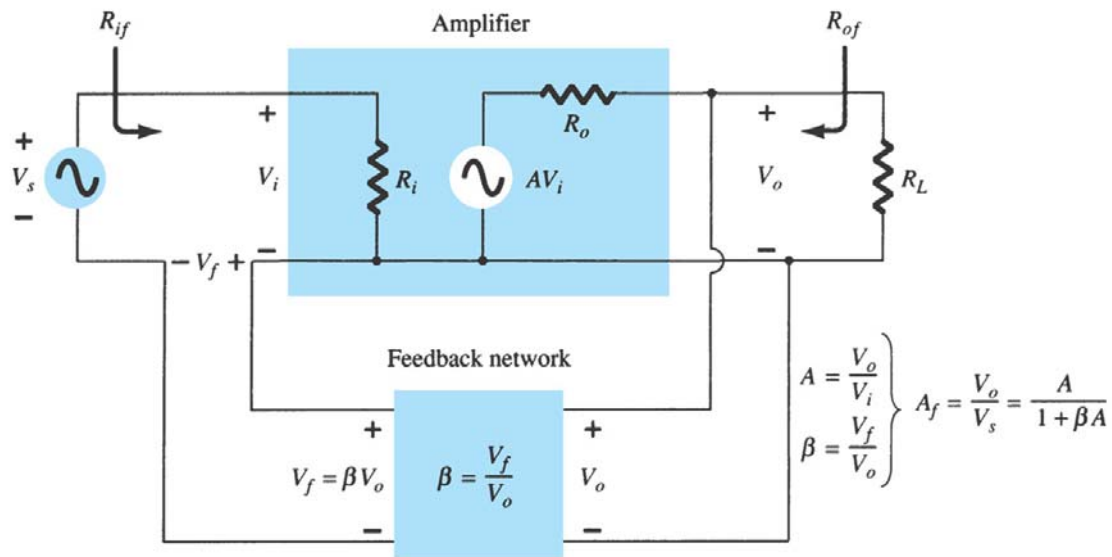 Amplifier
R_if
R_of
R_o
+
V_s
−
+
V_i
−
R_i
AV_i
+
V_o
−
R_L
− V_f +
Feedback network
+
V_f = βV_o
−
β = V_f / V_o
+
V_o
−
A = V_o / V_i
β = V_f / V_o
A_f = V_o / V_s = A / (1 + βA)